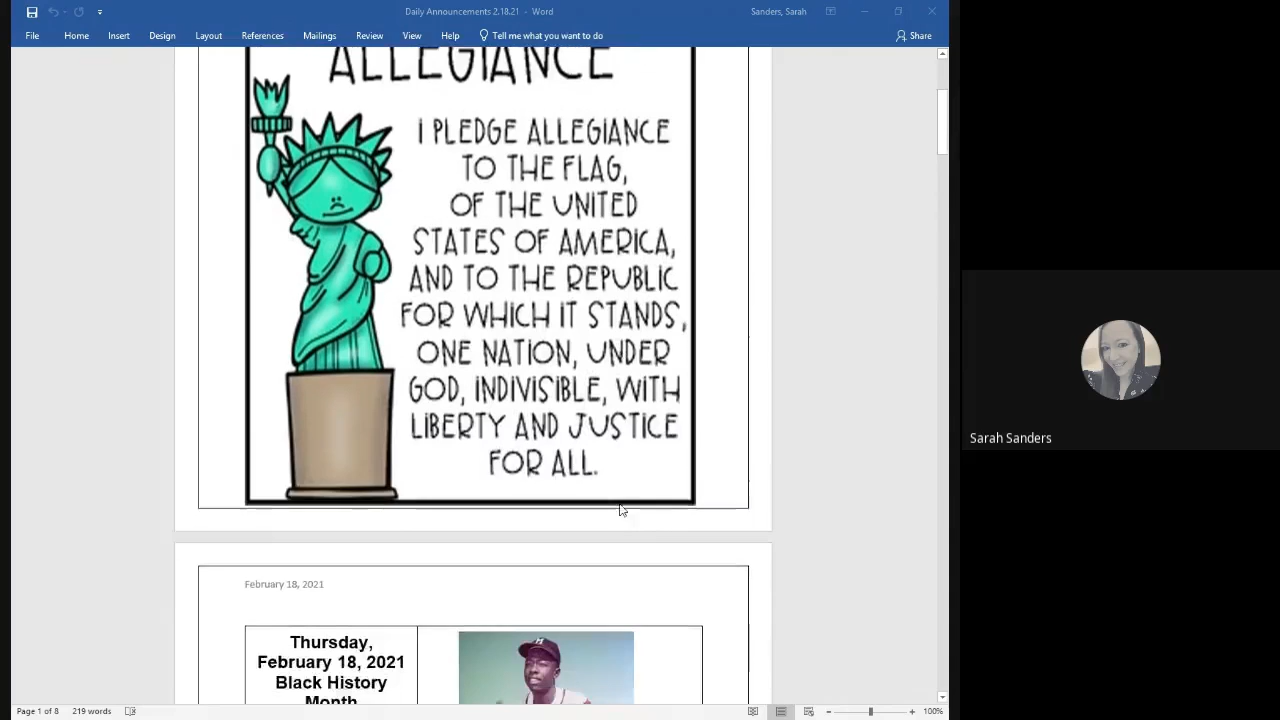 Daily Announcements 2.18.21 - Word
Sanders, Sarah
File Home Insert Design Layout References Mailings Review View Help Tell me what you want to do Share
ALLEGIANCE
I PLEDGE ALLEGIANCE
TO THE FLAG,
OF THE UNITED
STATES OF AMERICA,
AND TO THE REPUBLIC
FOR WHICH IT STANDS,
ONE NATION, UNDER
GOD, INDIVISIBLE, WITH
LIBERTY AND JUSTICE
FOR ALL.
February 18, 2021
Thursday,
February 18, 2021
Black History
Month
Sarah Sanders
Page 1 of 8 219 words 100%